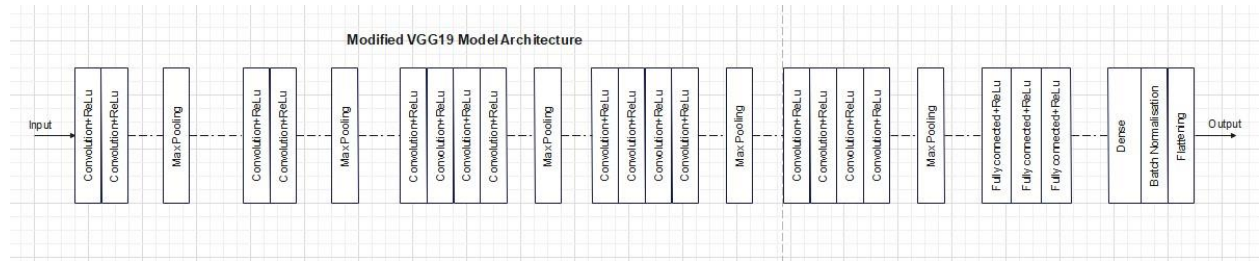 Modified VGG19 Model Architecture
Input
Convolution+ReLu
Convolution+ReLu
Max Pooling
Convolution+ReLu
Convolution+ReLu
Max Pooling
Convolution+ReLu
Convolution+ReLu
Convolution+ReLu
Convolution+ReLu
Max Pooling
Convolution+ReLu
Convolution+ReLu
Convolution+ReLu
Convolution+ReLu
Max Pooling
Convolution+ReLu
Convolution+ReLu
Convolution+ReLu
Convolution+ReLu
Max Pooling
Fully connected+ReLu
Fully connected+ReLu
Fully connected+ReLu
Dense
Batch Normalisation
Flattening
Output